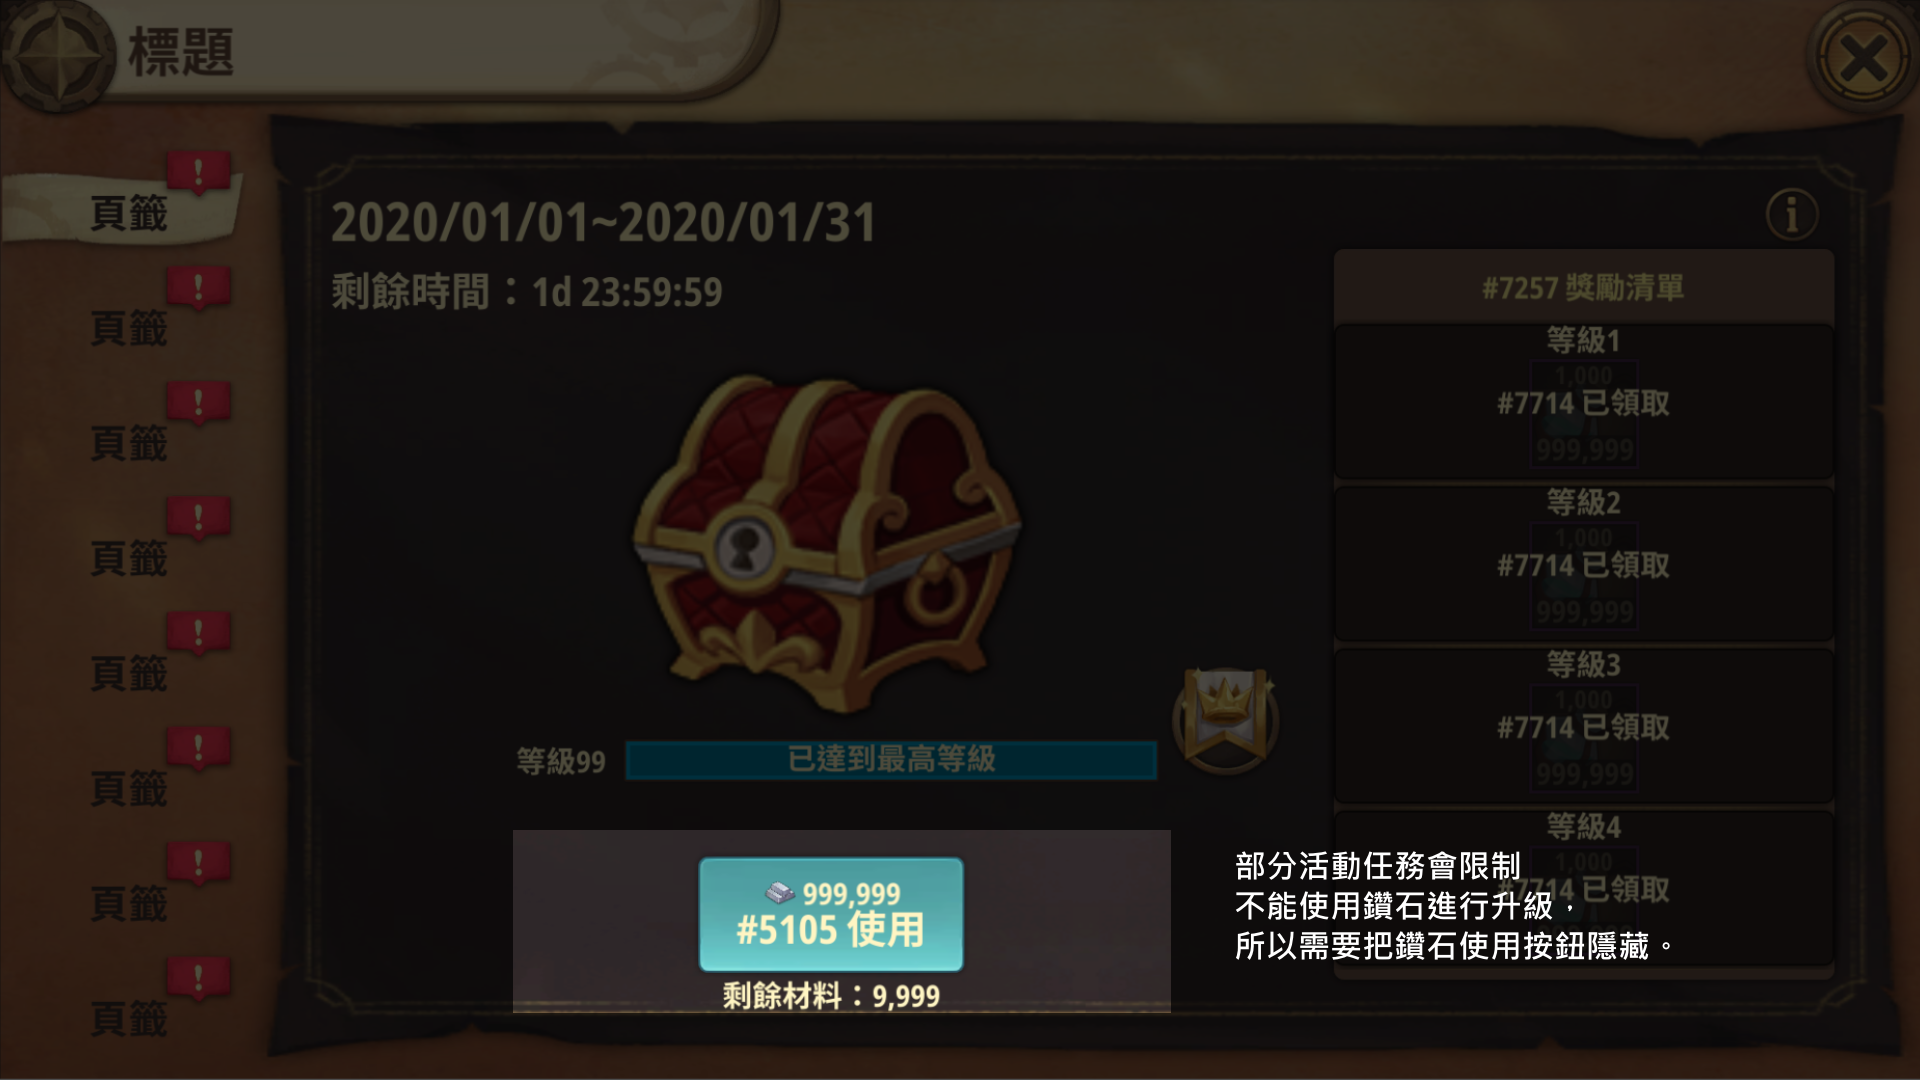 標題
頁籤
頁籤
頁籤
頁籤
頁籤
頁籤
頁籤
頁籤
2020/01/01~2020/01/31
剩餘時間：1d 23:59:59
等級99
已達到最高等級
999,999
#5105 使用
剩餘材料：9,999
#7257 獎勵清單
等級1
1,000
#7714 已領取
999,999
等級2
1,000
#7714 已領取
999,999
等級3
1,000
#7714 已領取
999,999
等級4
1,000
#7714 已領取
部分活動任務會限制
不能使用鑽石進行升級，
所以需要把鑽石使用按鈕隱藏。